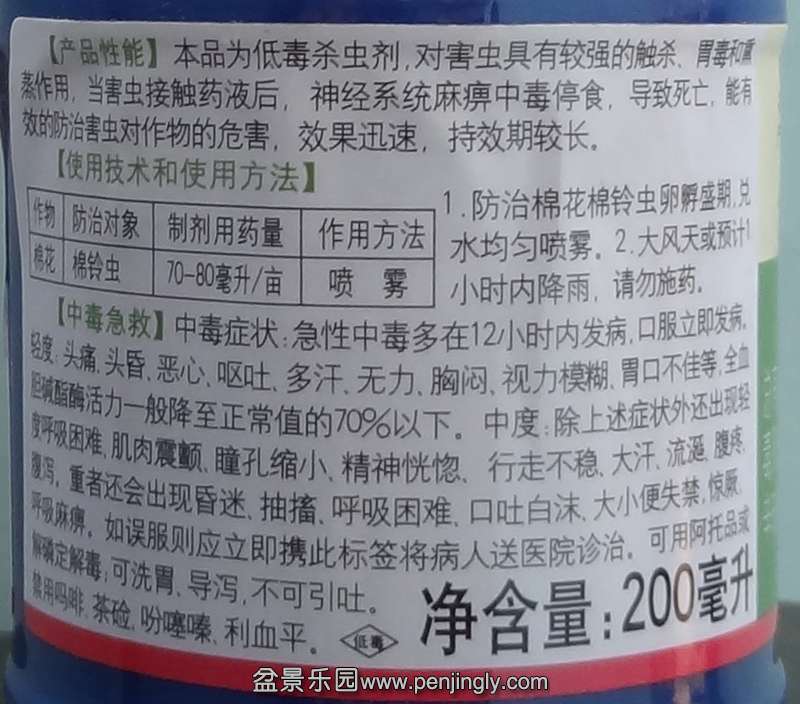 【产品性能】 本品为低毒杀虫剂,对害虫具有较强的触杀、胃毒和熏
蒸作用，当害虫接触药液后，神经系统麻痹中毒停食，导致死亡，能有
效的防治害虫对作物的危害，效果迅速，持效期较长。
【使用技术和使用方法】
作物 防治对象 制剂用药量 作用方法
棉花 棉铃虫 70-80毫升/亩 喷 雾
1.防治棉花棉铃虫卵孵盛期,兑
水均匀喷雾。2.大风天或预计1
小时内降雨，请勿施药。
【中毒急救】中毒症状:急性中毒多在12小时内发病,口服立即发病。
轻度:头痛、头昏、恶心、呕吐、多汗、无力、胸闷、视力模糊、胃口不佳等,全血
胆碱酯酶活力一般降至正常值的70%以下。中度:除上述症状外还出现轻
度呼吸困难、肌肉震颤、瞳孔缩小、精神恍惚、行走不稳、大汗、流涎、腹疼、
腹泻。重者还会出现昏迷、抽搐、呼吸困难、口吐白沫、大小便失禁,惊厥、
呼吸麻痹。如误服则应立即携此标签将病人送医院诊治。可用阿托品或
解磷定解毒;可洗胃、导泻,不可引吐。
禁用吗啡、茶硷、吩噻嗪、利血平。
低毒
净含量:200毫升
盆景乐园www.penjingly.com